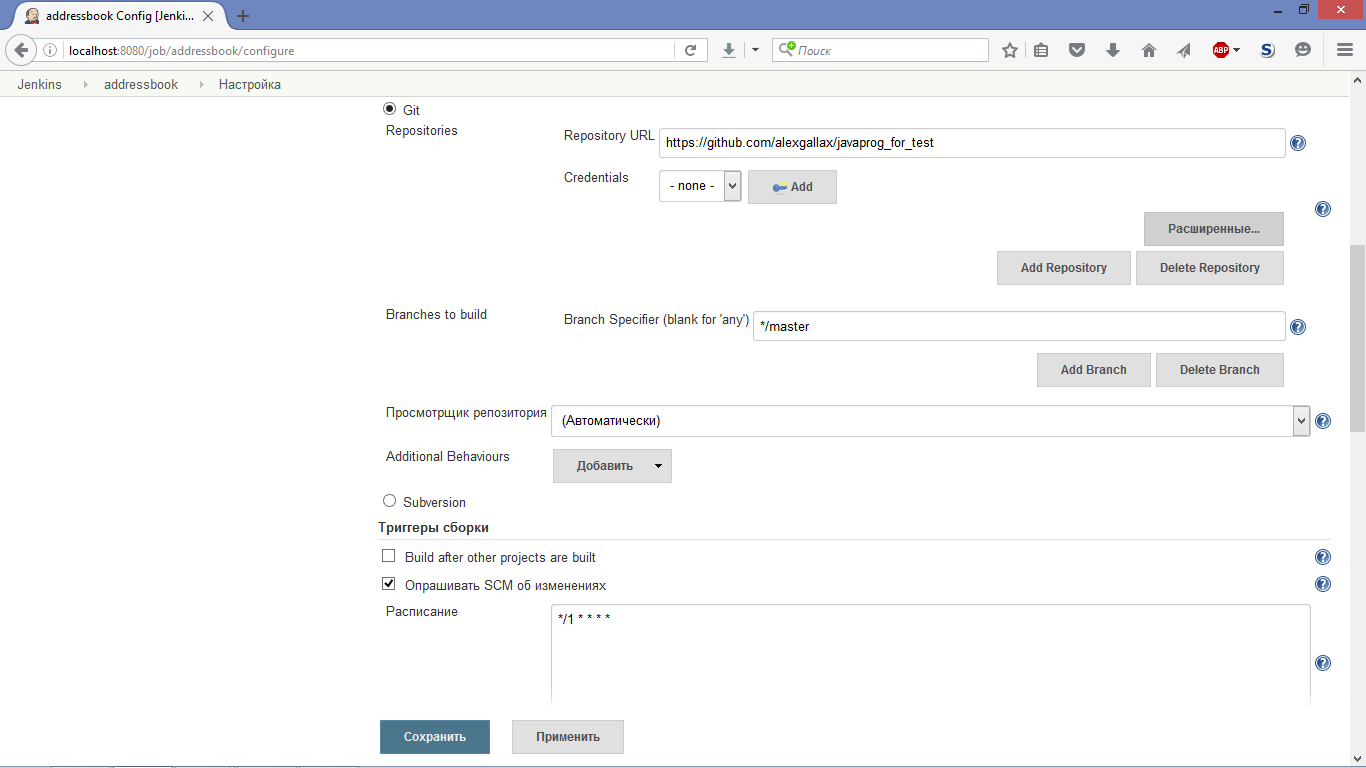 addressbook Config [Jenki...
localhost:8080/job/addressbook/configure
Поиск
ABP
S
Jenkins addressbook Настройка
Git
Repositories
Repository URL https://github.com/alexgallax/javaprog_for_test
Credentials - none - Add
Расширенные...
Add Repository Delete Repository
Branches to build
Branch Specifier (blank for 'any') */master
Add Branch Delete Branch
Просмотрщик репозитория (Автоматически)
Additional Behaviours Добавить
Subversion
Триггеры сборки
Build after other projects are built
Опрашивать SCM об изменениях
Расписание */1 * * * *
Сохранить Применить